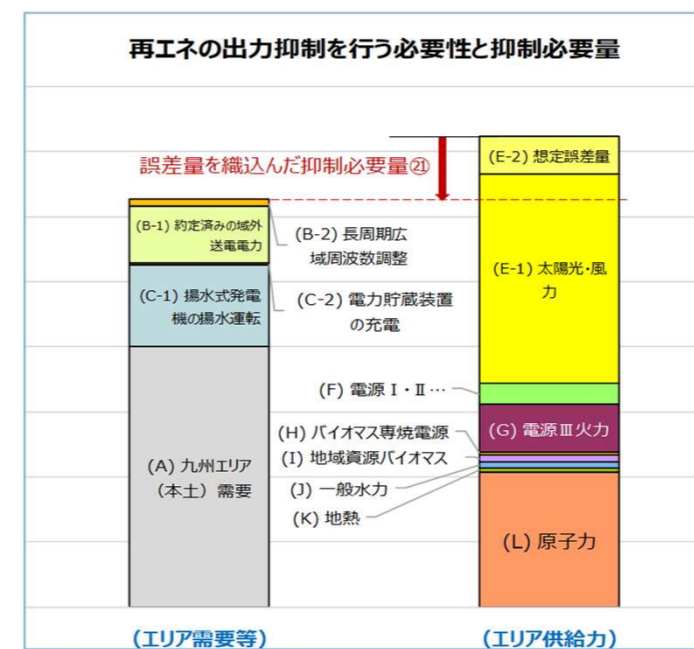 再エネの出力抑制を行う必要性と抑制必要量
誤差量を織込んだ抑制必要量㉑
(B-1) 約定済みの域外
送電電力
(B-2) 長周期広
域周波数調整
(C-1) 揚水式発電
機の揚水運転
(C-2) 電力貯蔵装置
の充電
(A) 九州エリア
（本土）需要
(E-2) 想定誤差量
(E-1) 太陽光・風
力
(F) 電源Ⅰ・Ⅱ…
(G) 電源Ⅲ火力
(H) バイオマス専焼電源
(I) 地域資源バイオマス
(J) 一般水力
(K) 地熱
(L) 原子力
(エリア需要等)
(エリア供給力)